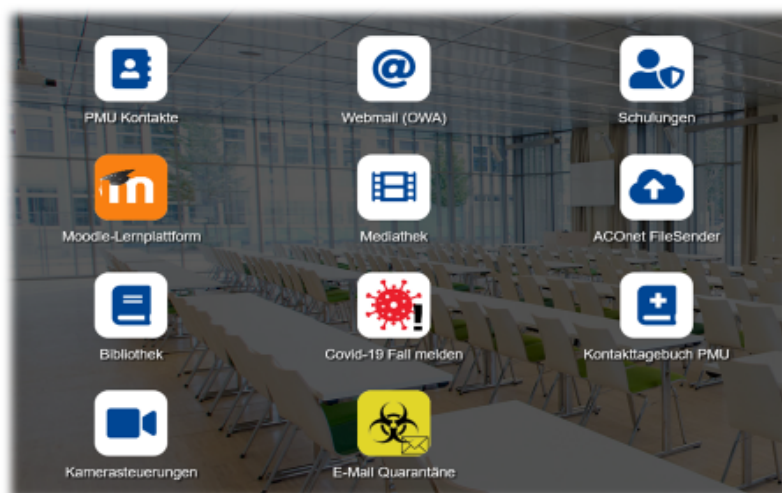 PMU Kontakte
Webmail (OWA)
Schulungen
Moodle-Lernplattform
Mediathek
ACOnet FileSender
Bibliothek
Covid-19 Fall melden
Kontakttagebuch PMU
Kamerasteuerungen
E-Mail Quarantäne